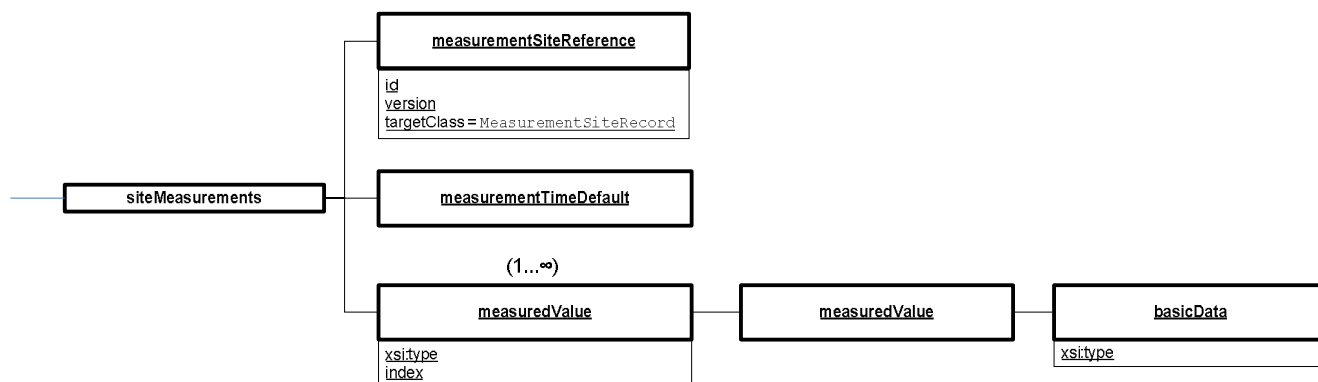 measurementSiteReference
id
version
targetClass = MeasurementSiteRecord
siteMeasurements
measurementTimeDefault
(1...∞)
measuredValue
measuredValue
basicData
xsi:type
index
xsi:type